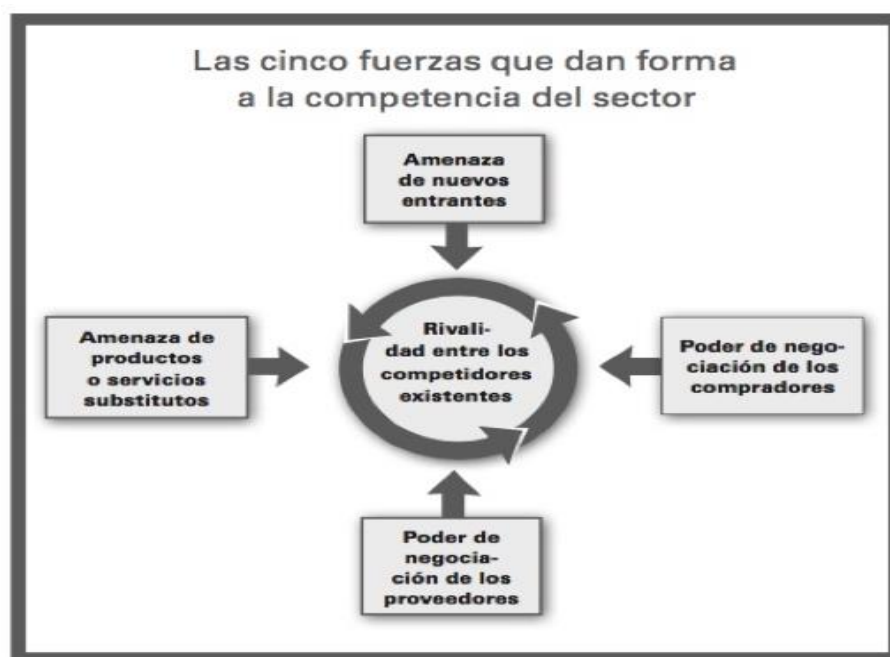 Las cinco fuerzas que dan forma
a la competencia del sector
Amenaza
de nuevos
entrantes
Amenaza de
productos
o servicios
substitutos
Rivali-
dad entre los
competidores
existentes
Poder de nego-
ciación de los
compradores
Poder de
negocia-
ción de los
proveedores